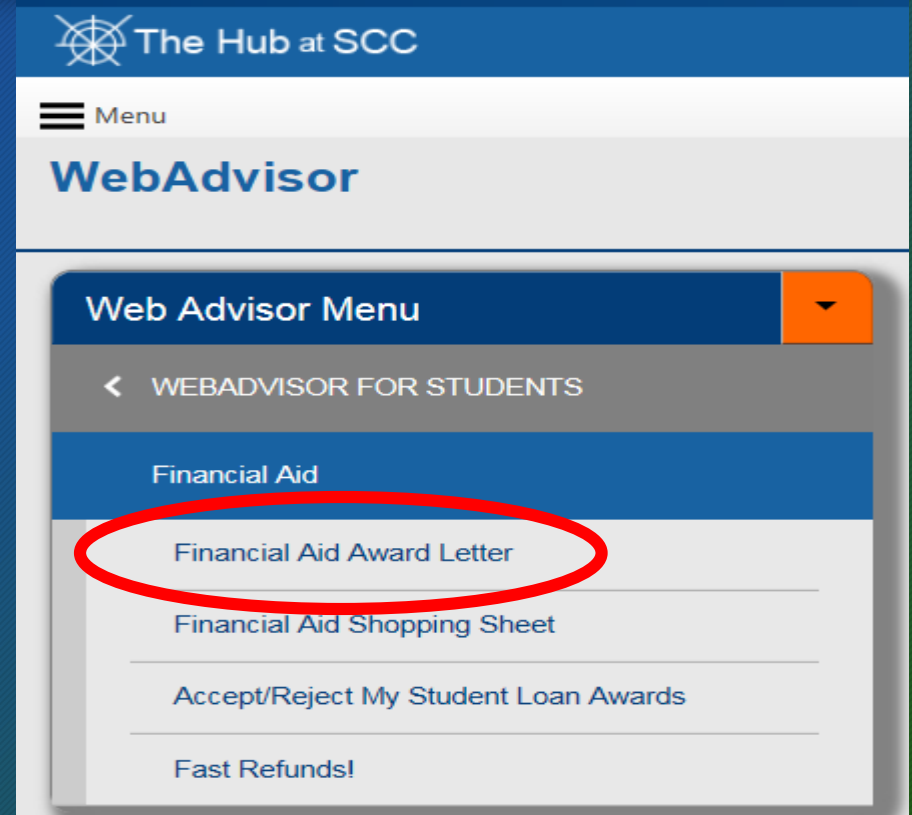 The Hub at SCC
Menu
WebAdvisor
Web Advisor Menu
WEBADVISOR FOR STUDENTS
Financial Aid
Financial Aid Award Letter
Financial Aid Shopping Sheet
Accept/Reject My Student Loan Awards
Fast Refunds!